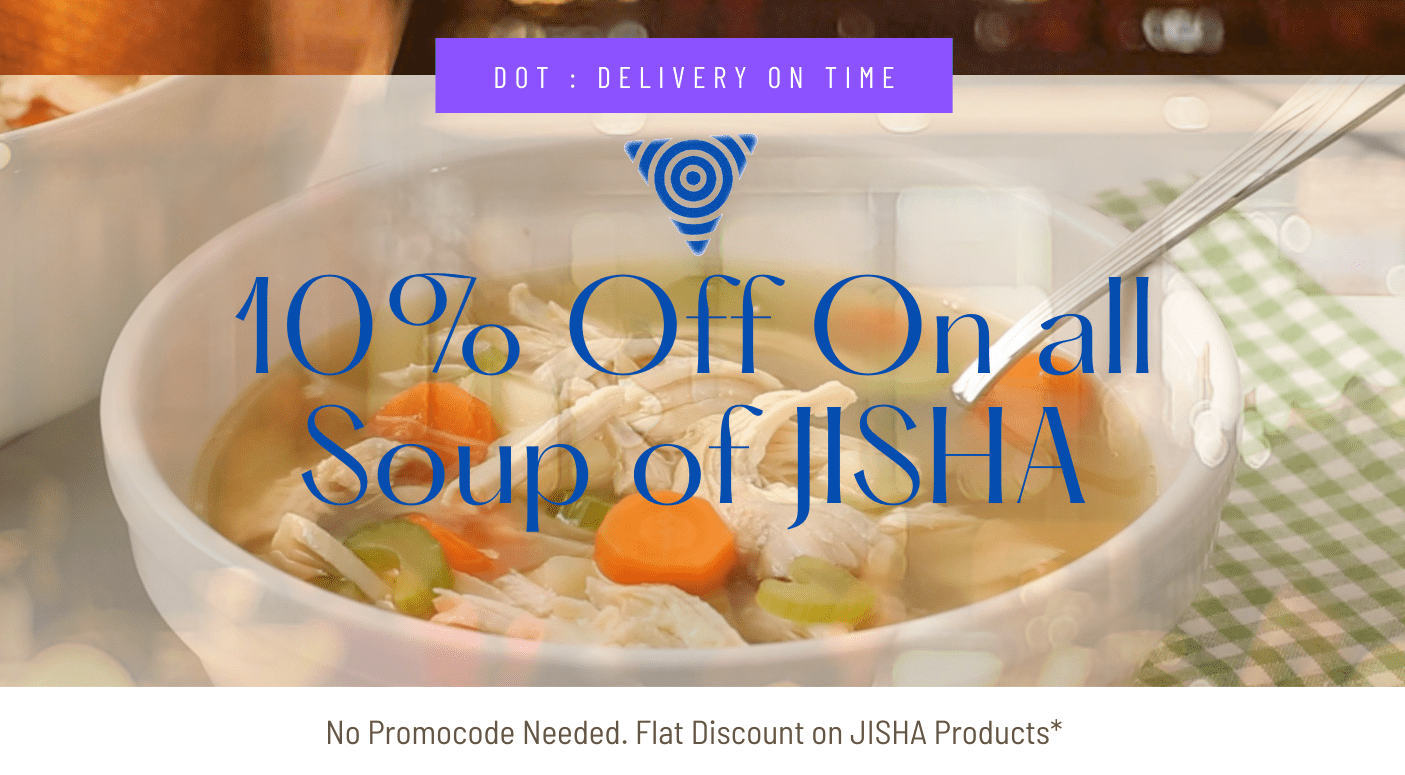 DOT : DELIVERY ON TIME
10% Off On all
Soup of JISHA
No Promocode Needed. Flat Discount on JISHA Products*